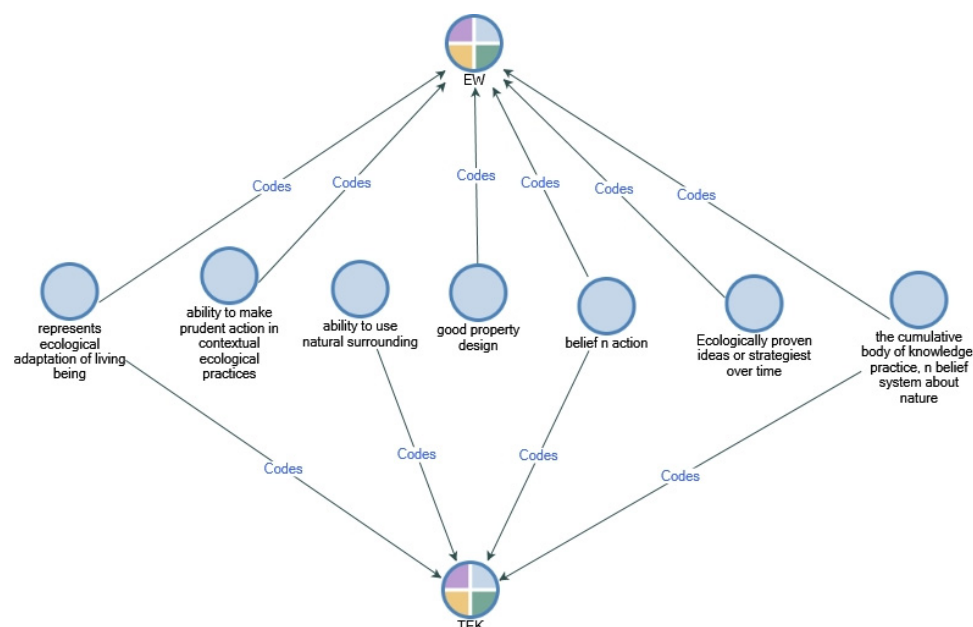 EW
Codes
Codes
Codes
Codes
Codes
Codes
represents
ecological
adaptation of living
being
ability to make
prudent action in
contextual
ecological
practices
ability to use
natural surrounding
good property
design
belief n action
Ecologically proven
ideas or strategiest
over time
the cumulative
body of knowledge
practice, n belief
system about
nature
Codes
Codes
Codes
Codes
TEK